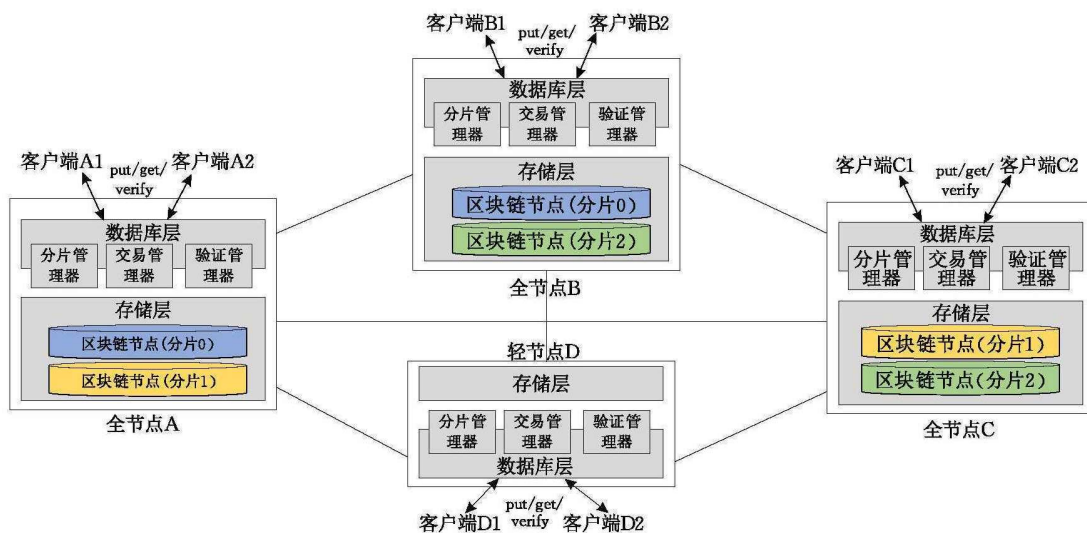 客户端B1
put/get/
verify
客户端B2
数据库层
分片管
理器
交易管
理器
验证管
理器
存储层
区块链节点(分片0)
区块链节点(分片2)
全节点B
客户端A1
put/get/
verify
客户端A2
数据库层
分片管
理器
交易管
理器
验证管
理器
存储层
区块链节点(分片0)
区块链节点(分片1)
全节点A
客户端C1
put/get/
verify
客户端C2
数据库层
分片管
理器
交易管
理器
验证管
理器
存储层
区块链节点(分片1)
区块链节点(分片2)
全节点C
轻节点D
存储层
分片管
理器
交易管
理器
验证管
理器
数据库层
客户端D1
put/get/
verify
客户端D2